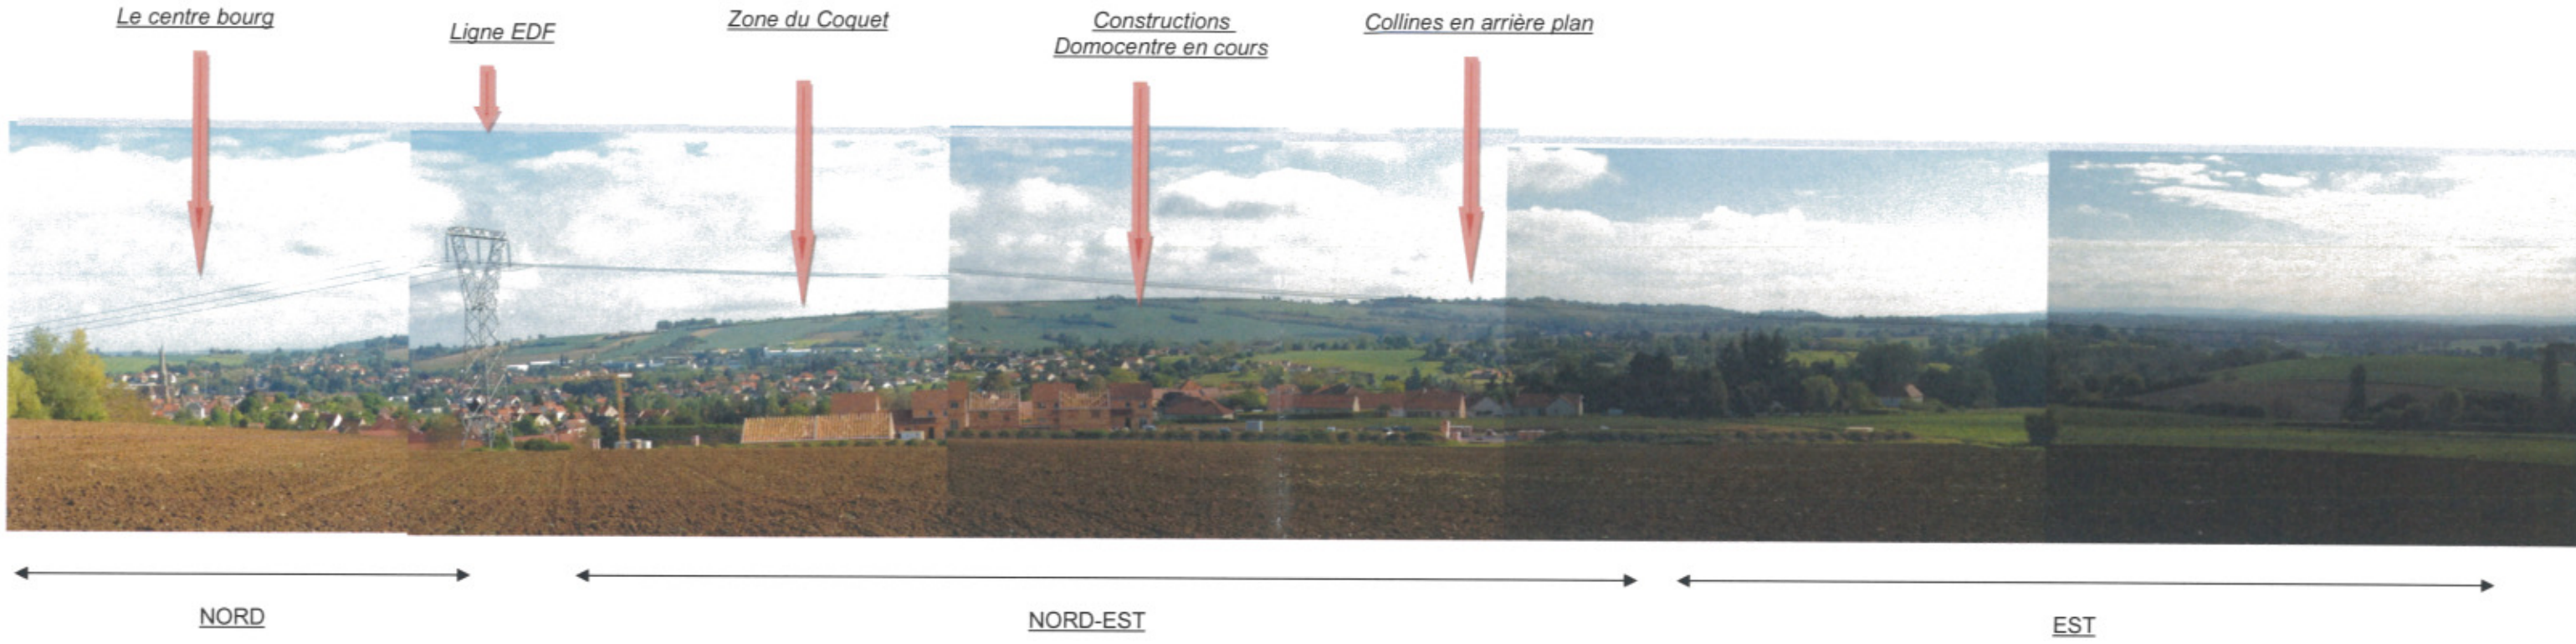 Le centre bourg
Ligne EDF
Zone du Coquet
Constructions
Domocentre en cours
Collines en arrière plan
NORD
NORD-EST
EST